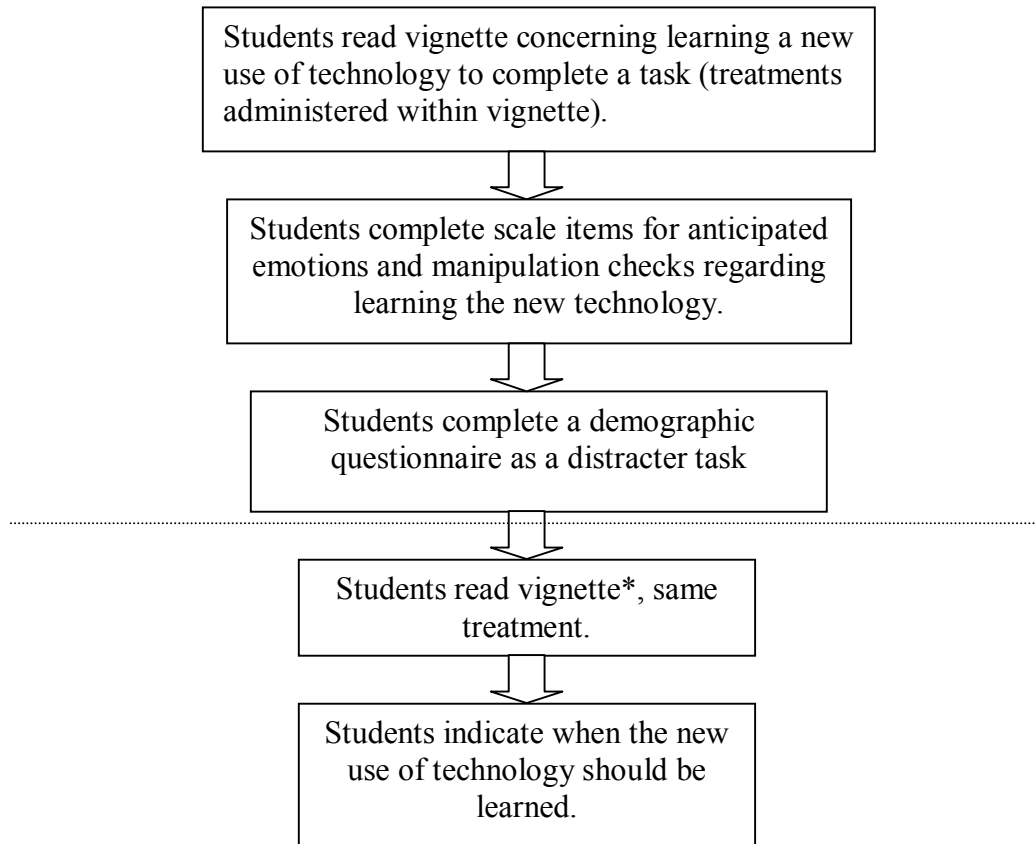 Students read vignette concerning learning a new
use of technology to complete a task (treatments
administered within vignette).
Students complete scale items for anticipated
emotions and manipulation checks regarding
learning the new technology.
Students complete a demographic
questionnaire as a distracter task
Students read vignette*, same
treatment.
Students indicate when the new
use of technology should be
learned.